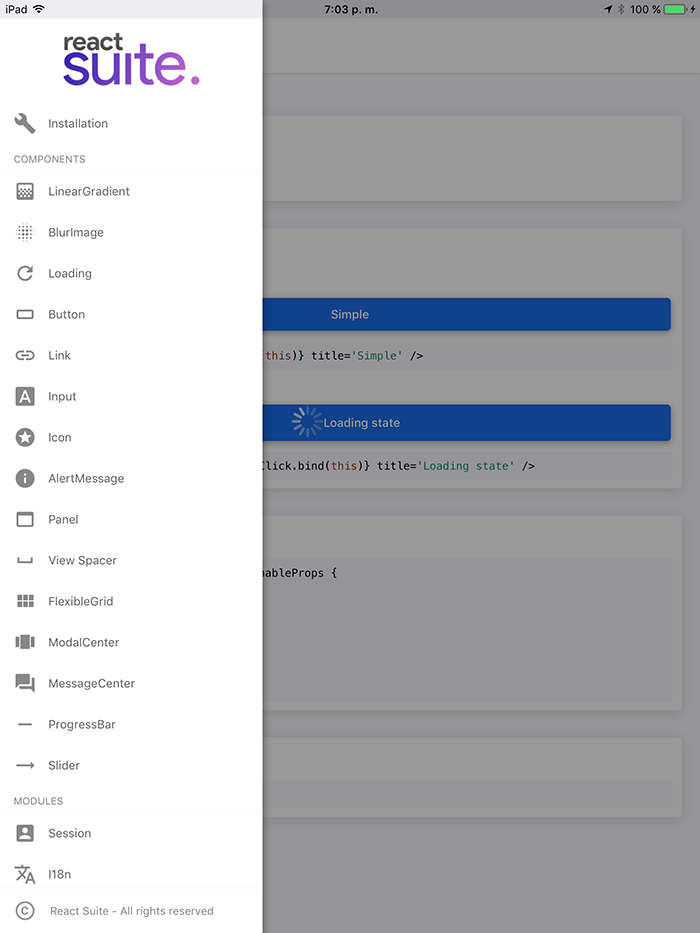 iPad 7:03 p. m. 100 %
react
suite.
Installation
COMPONENTS
LinearGradient
BlurImage
Loading
Button
Link
Input
Icon
AlertMessage
Panel
View Spacer
FlexibleGrid
ModalCenter
MessageCenter
ProgressBar
Slider
MODULES
Session
I18n
React Suite - All rights reserved
Simple
this)} title='Simple' />
Loading state
Click.bind(this)} title='Loading state' />
ableProps {